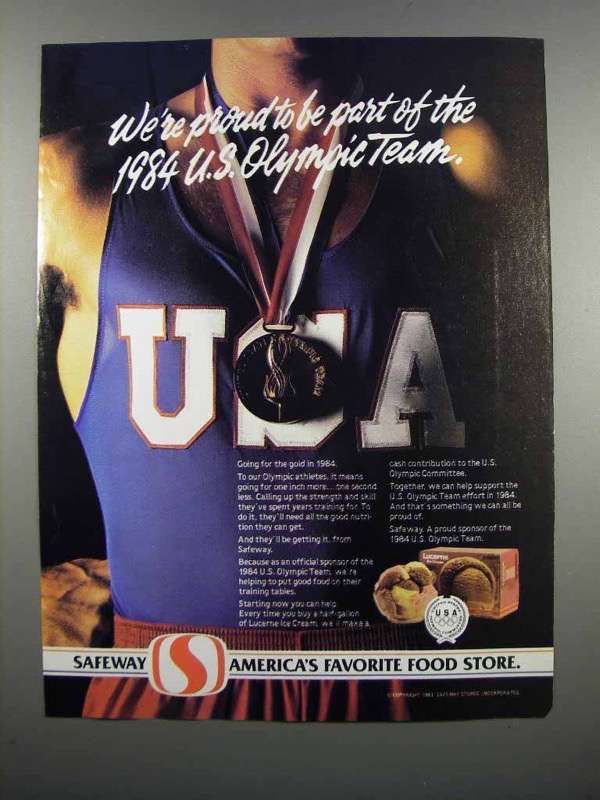 We're proud to be part of the
1984 U.S. Olympic Team.
USA
Going for the gold in 1984.
To our Olympic athletes, it means
going for one inch more...one second
less. Calling up the strength and skill
they've spent years training for. To
do it, they'll need all the good nutri-
tion they can get.
And they'll be getting it, from
Safeway.
Because as an official sponsor of the
1984 U.S. Olympic Team, we're
helping to put good food on their
training tables.
Starting now you can help.
Every time you buy a half-gallon
of Lucerne Ice Cream, we'll make a
cash contribution to the U.S.
Olympic Committee.
Together, we can help support the
U.S. Olympic Team effort in 1984.
And that's something we can all be
proud of.
Safeway. A proud sponsor of the
1984 U.S. Olympic Team.
Lucerne
USA
SAFEWAY S AMERICA'S FAVORITE FOOD STORE.
© COPYRIGHT 1983 SAFEWAY STORES INCORPORATED